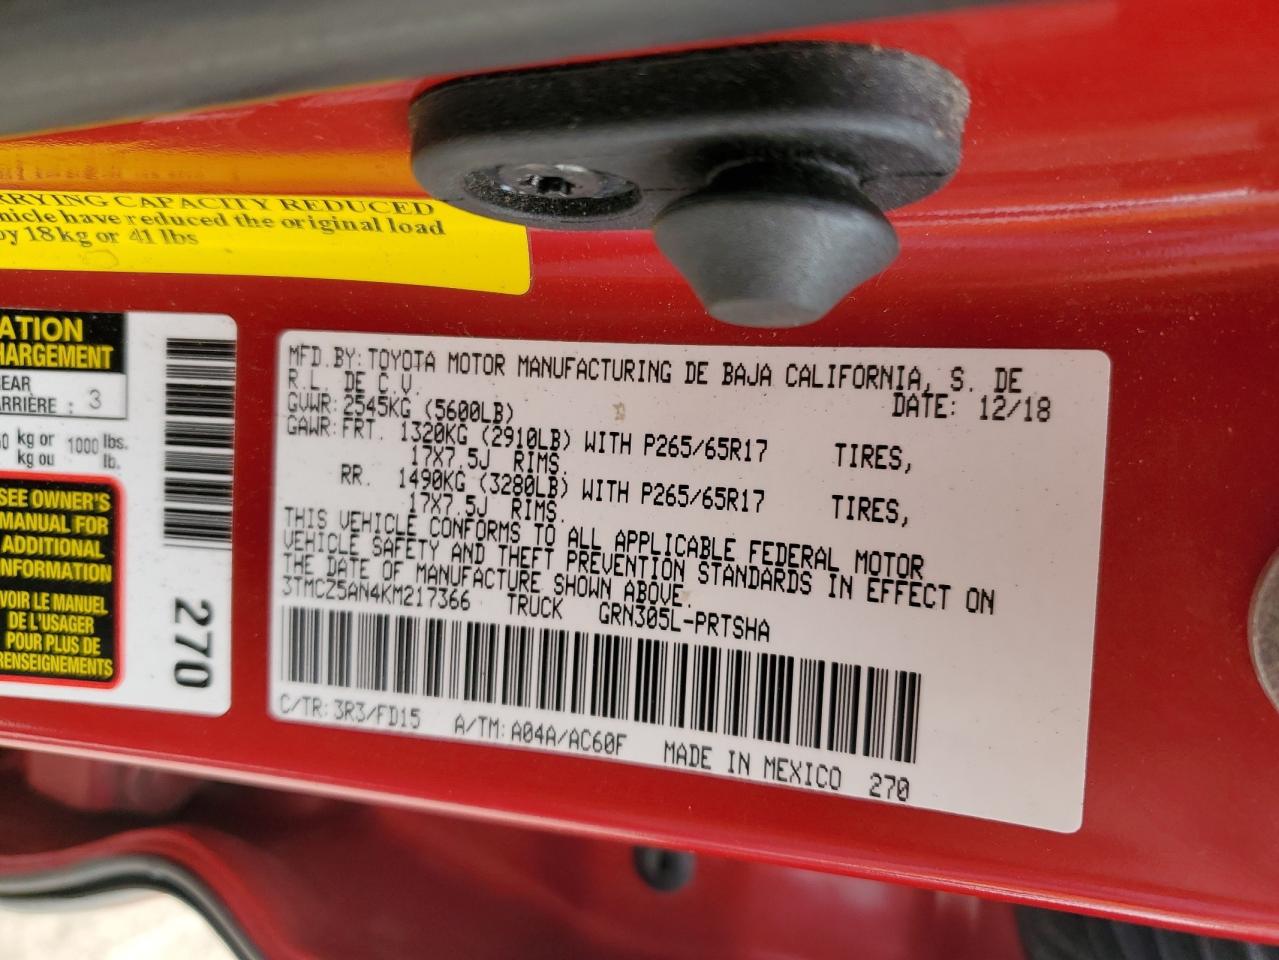 RRYING CAPACITY REDUCED
ehicle have reduced the original load
by 18 kg or 41 lbs
ATION
HARGEMENT
EAR
ARRIÈRE : 3
0 kg or 1000 lbs.
kg ou lb.
SEE OWNER'S
MANUAL FOR
ADDITIONAL
INFORMATION
VOIR LE MANUEL
DE L'USAGER
POUR PLUS DE
RENSEIGNEMENTS
270
MFD.BY:TOYOTA MOTOR MANUFACTURING DE BAJA CALIFORNIA, S. DE
R.L. DE C.V. DATE: 12/18
GVWR:2545KG (5600LB)
GAWR:FRT. 1320KG (2910LB) WITH P265/65R17 TIRES,
17X7.5J RIMS.
RR. 1490KG (3280LB) WITH P265/65R17 TIRES,
17X7.5J RIMS.
THIS VEHICLE CONFORMS TO ALL APPLICABLE FEDERAL MOTOR
VEHICLE SAFETY AND THEFT PREVENTION STANDARDS IN EFFECT ON
THE DATE OF MANUFACTURE SHOWN ABOVE.
3TMCZ5AN4KM217366 TRUCK GRN305L-PRTSHA
C/TR:3R3/FD15 A/TM:A04A/AC60F MADE IN MEXICO 270